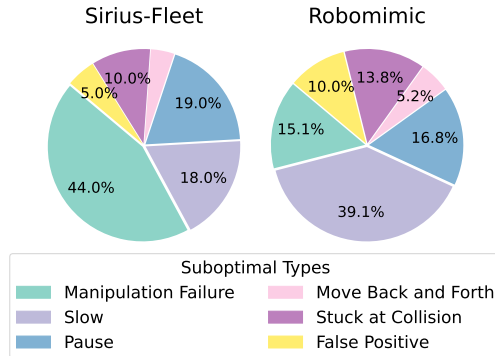 Sirius-Fleet
Robomimic
10.0%
5.0%
19.0%
18.0%
44.0%
13.8%
10.0%
5.2%
15.1%
16.8%
39.1%
Suboptimal Types
Manipulation Failure
Slow
Pause
Move Back and Forth
Stuck at Collision
False Positive